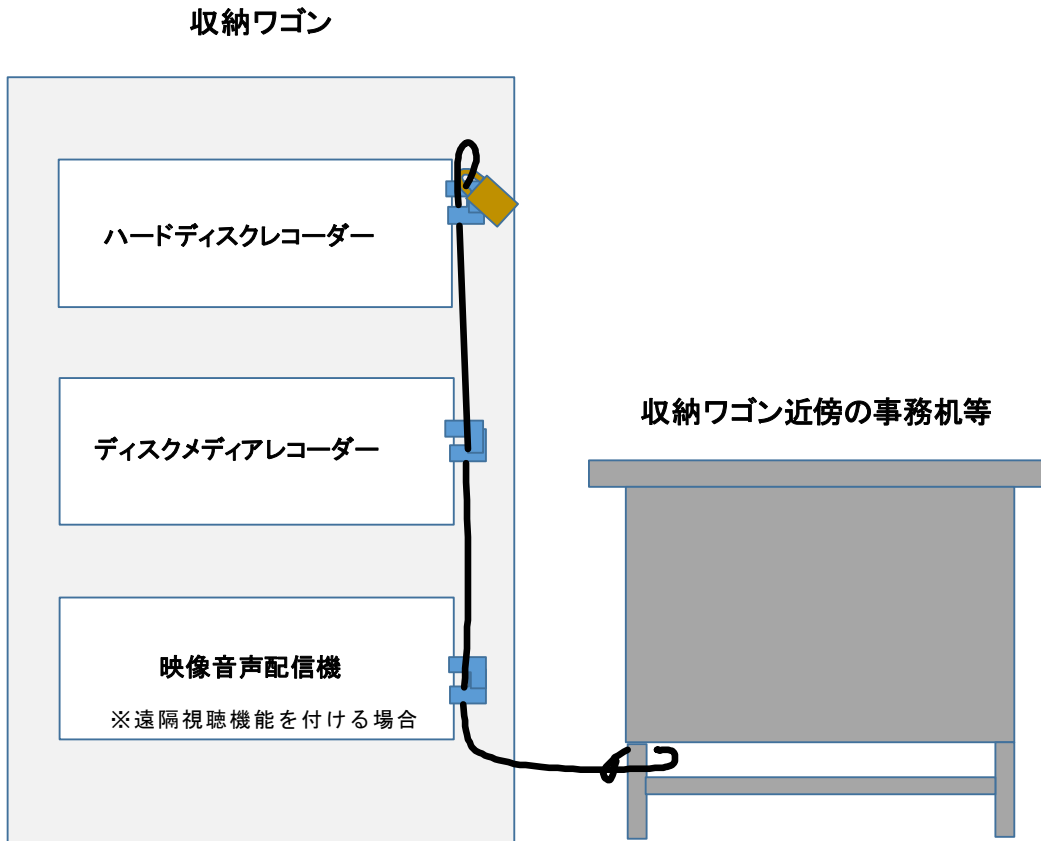 収納ワゴン
ハードディスクレコーダー
ディスクメディアレコーダー
収納ワゴン近傍の事務机等
映像音声配信機
※遠隔視聴機能を付ける場合